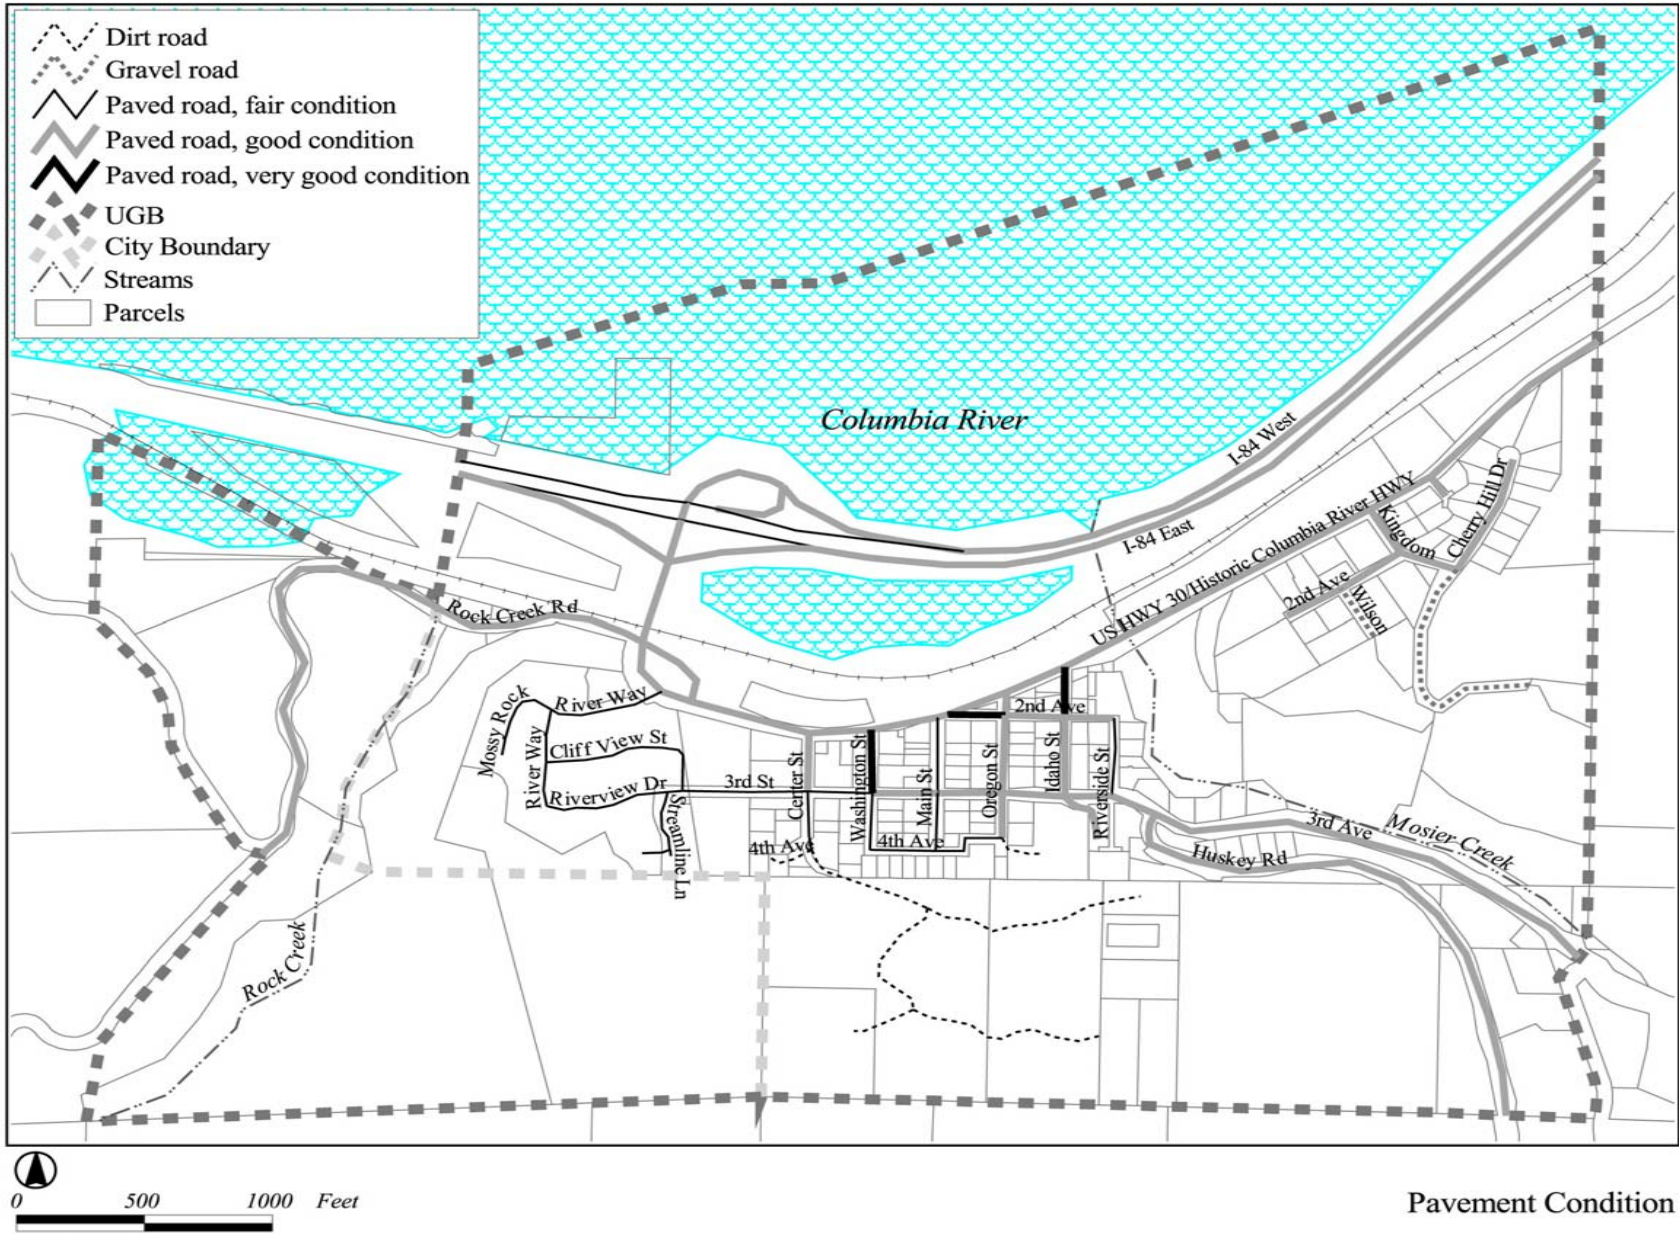 Dirt road
Gravel road
Paved road, fair condition
Paved road, good condition
Paved road, very good condition
UGB
City Boundary
Streams
Parcels
Columbia River
I-84 West
I-84 East
US HWY 30/Historic Columbia River HWY
Kingdom
Cherry Hill Dr
2nd Ave
Wilson
Rock Creek Rd
Mossy Rock
River Way
River Way
Cliff View St
Riverview Dr
Streamline Ln
3rd St
Center St
Washington St
Main St
Oregon St
2nd Ave
Idaho St
Riverside St
4th Ave
4th Ave
3rd Ave
Mosier Creek
Huskey Rd
Rock Creek
0 500 1000 Feet
Pavement Condition